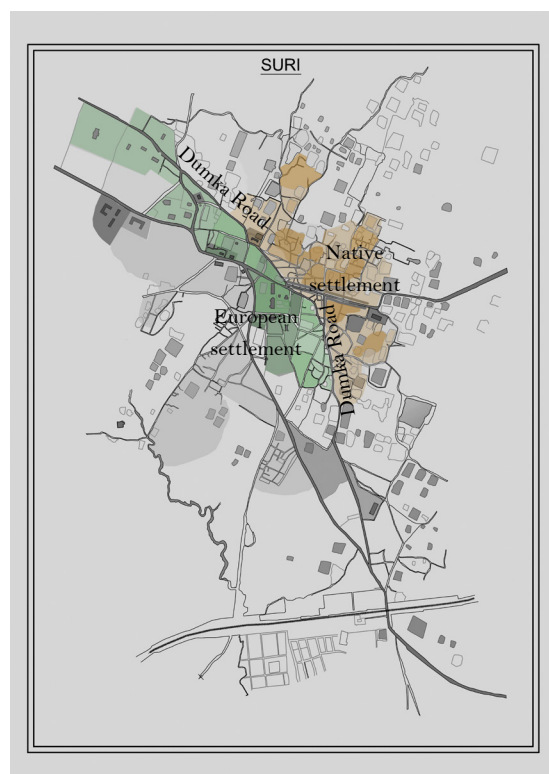 SURI
Dumka Road
Native
settlement
European
settlement
Dumka Road